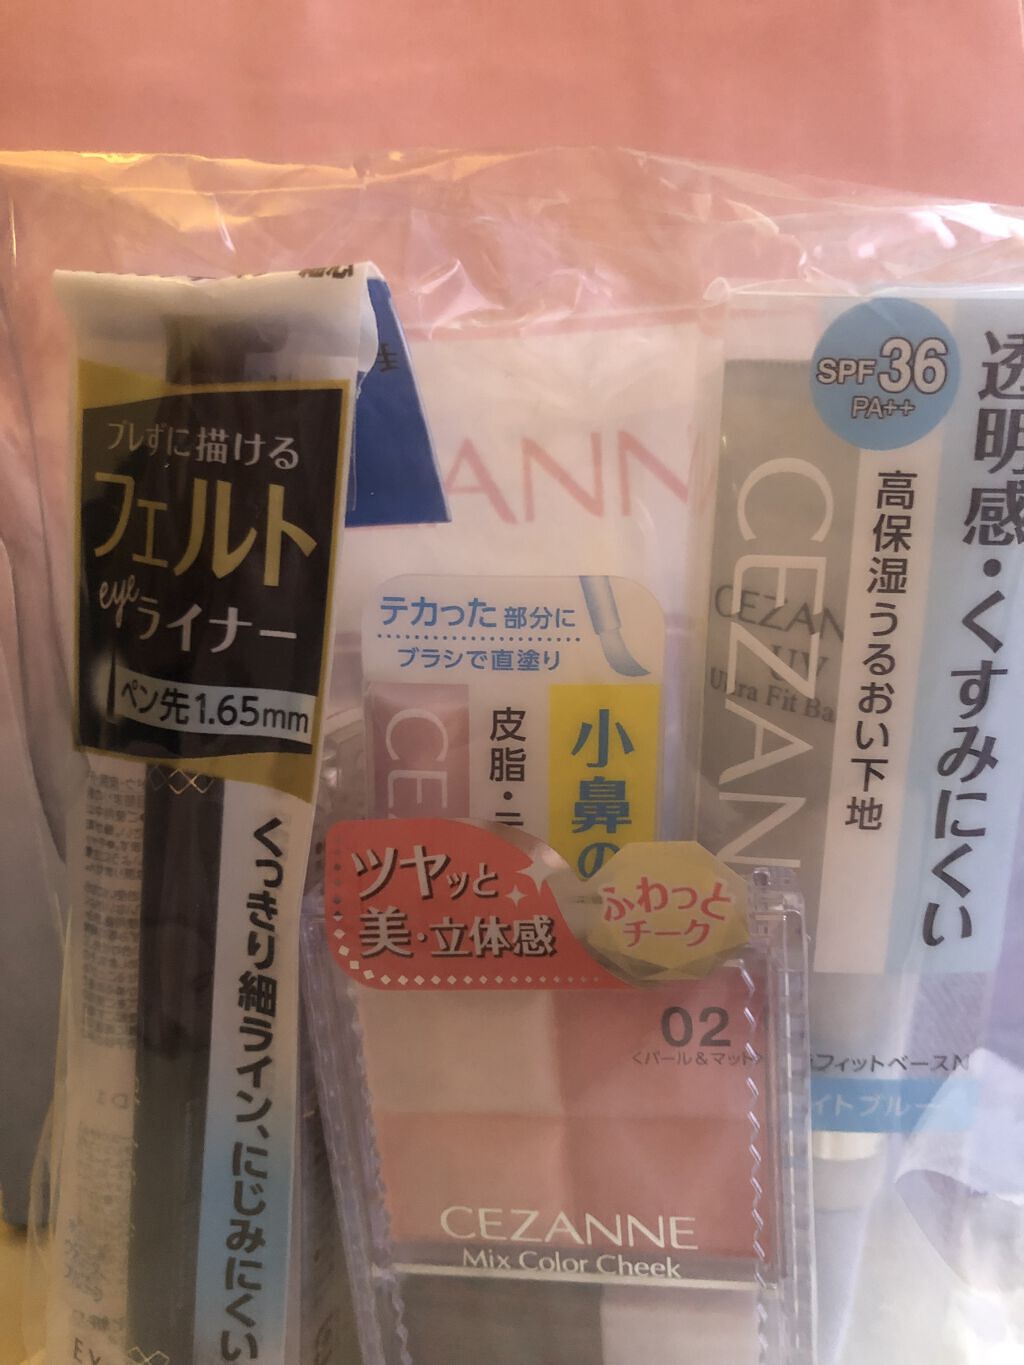 ブレずに描ける
フェルト
eye
ライナー
ペン先1.65mm
くっきり細ライン、にじみにくい
ANN
テカった部分に
ブラシで直塗り
皮脂・テ
小鼻の
CE
ツヤッと
美・立体感
ふわっと
チーク
02
<パール&マット>
CEZANNE
Mix Color Cheek
SPF36
PA++
透明感・くすみにくい
高保湿うるおい下地
CEZANN
CEZAN
UV
Ultra Fit Ba
フィットベースN
イトブルー